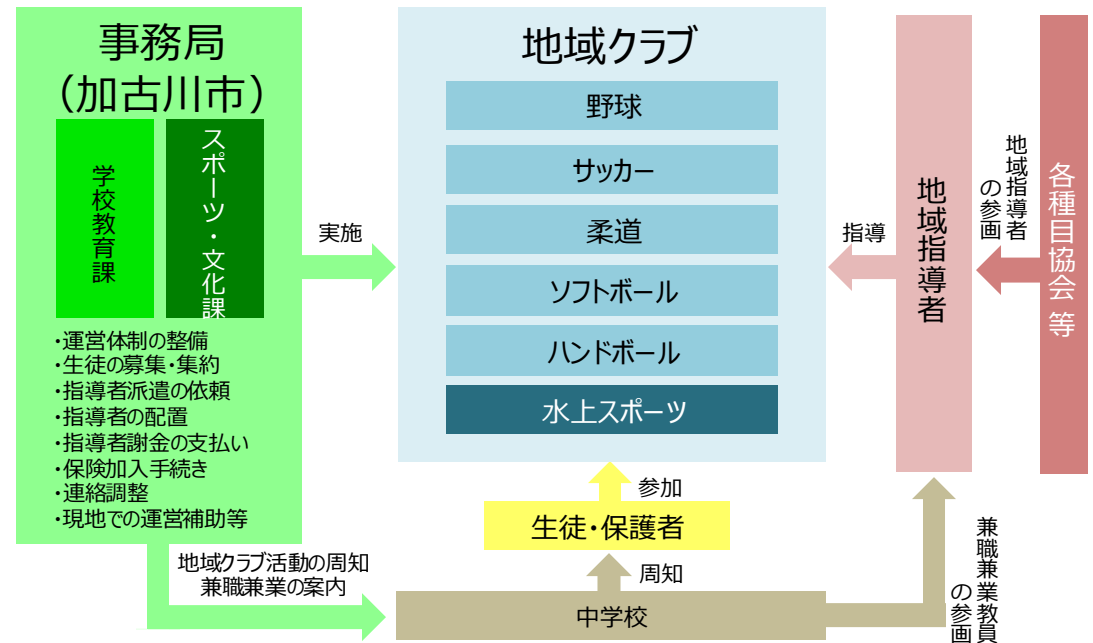 事務局
（加古川市）
学校教育課
スポーツ・文化課
・運営体制の整備
・生徒の募集・集約
・指導者派遣の依頼
・指導者の配置
・指導者謝金の支払い
・保険加入手続き
・連絡調整
・現地での運営補助等
実施
地域クラブ
野球
サッカー
柔道
ソフトボール
ハンドボール
水上スポーツ
指導
地域指導者
地域指導者
の参画
各種目協会 等
参加
生徒・保護者
周知
地域クラブ活動の周知
兼職兼業の案内
中学校
兼職兼業教員
の参画